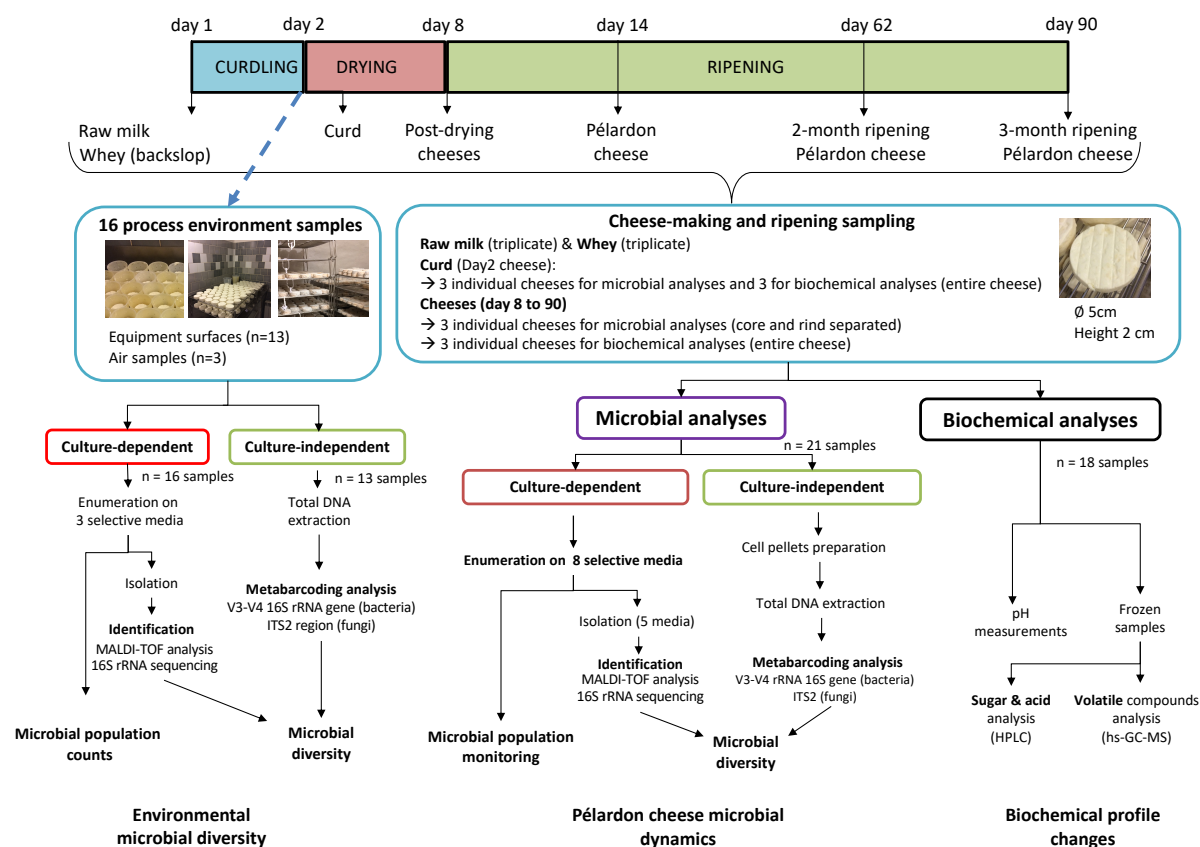 day 1
day 2
day 8
day 14
day 62
day 90
CURDLING
DRYING
RIPENING
Raw milk
Whey (backslop)
Curd
Post-drying
cheeses
Pélardon
cheese
2-month ripening
Pélardon cheese
3-month ripening
Pélardon cheese
16 process environment samples
Equipment surfaces (n=13)
Air samples (n=3)
Cheese-making and ripening sampling
Raw milk (triplicate) & Whey (triplicate)
Curd (Day2 cheese):
→ 3 individual cheeses for microbial analyses and 3 for biochemical analyses (entire cheese)
Cheeses (day 8 to 90)
→ 3 individual cheeses for microbial analyses (core and rind separated)
→ 3 individual cheeses for biochemical analyses (entire cheese)
Ø 5cm
Height 2 cm
Culture-dependent
n = 16 samples
Enumeration on
3 selective media
Isolation
Identification
MALDI-TOF analysis
16S rRNA sequencing
Microbial population
counts
Culture-independent
n = 13 samples
Total DNA
extraction
Metabarcoding analysis
V3-V4 16S rRNA gene (bacteria)
ITS2 region (fungi)
Microbial
diversity
Environmental
microbial diversity
Microbial analyses
n = 21 samples
Culture-dependent
Enumeration on 8 selective media
Isolation (5 media)
Identification
MALDI-TOF analysis
16S rRNA sequencing
Microbial population
monitoring
Culture-independent
Cell pellets preparation
Total DNA extraction
Metabarcoding analysis
V3-V4 rRNA 16S gene (bacteria)
ITS2 (fungi)
Microbial
diversity
Pélardon cheese microbial
dynamics
Biochemical analyses
n = 18 samples
pH
measurements
Frozen
samples
Sugar & acid
analysis
(HPLC)
Volatile compounds
analysis
(hs-GC-MS)
Biochemical profile
changes